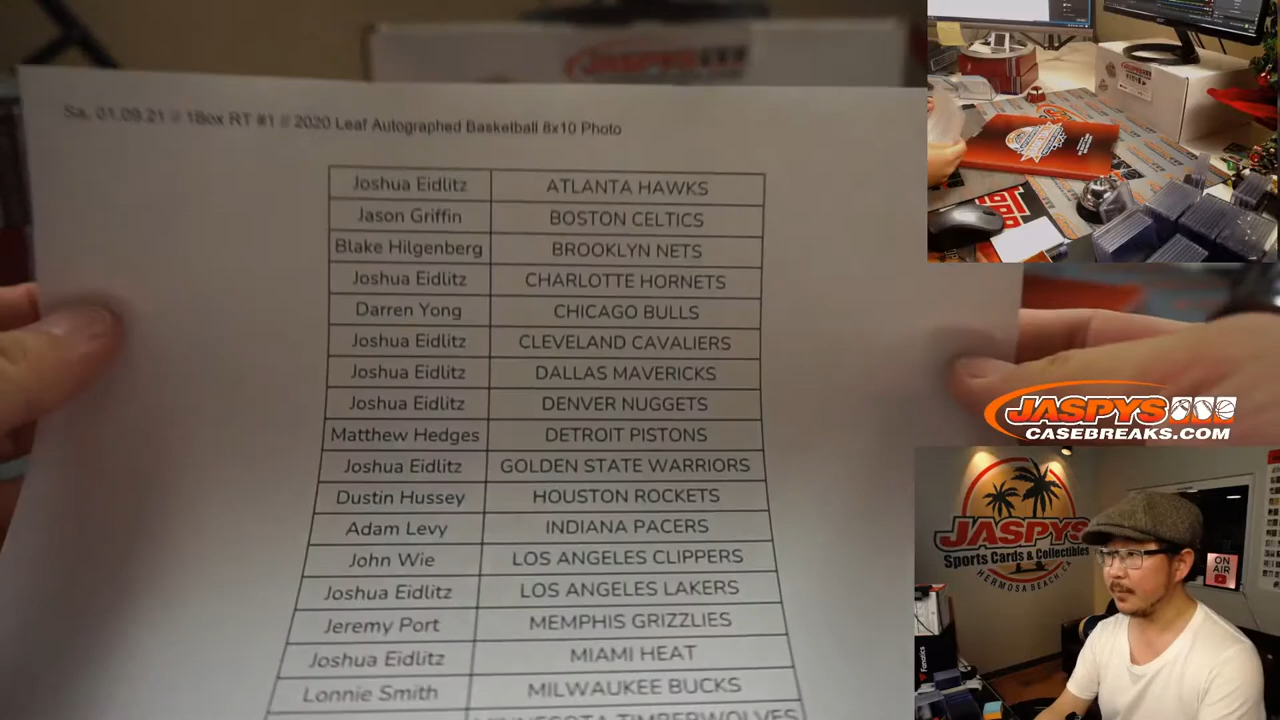 JASPYS
Sa. 01.09.21 // 1Box RT #1 // 2020 Leaf Autographed Basketball 8x10 Photo
Joshua Eidlitz ATLANTA HAWKS
Jason Griffin BOSTON CELTICS
Blake Hilgenberg BROOKLYN NETS
Joshua Eidlitz CHARLOTTE HORNETS
Darren Yong CHICAGO BULLS
Joshua Eidlitz CLEVELAND CAVALIERS
Joshua Eidlitz DALLAS MAVERICKS
Joshua Eidlitz DENVER NUGGETS
Matthew Hedges DETROIT PISTONS
Joshua Eidlitz GOLDEN STATE WARRIORS
Dustin Hussey HOUSTON ROCKETS
Adam Levy INDIANA PACERS
John Wie LOS ANGELES CLIPPERS
Joshua Eidlitz LOS ANGELES LAKERS
Jeremy Port MEMPHIS GRIZZLIES
Joshua Eidlitz MIAMI HEAT
Lonnie Smith MILWAUKEE BUCKS
MINNESOTA TIMBERWOLVES
JASPYS
CASEBREAKS.COM
JASPYS
Sports Cards & Collectibles
HERMOSA BEACH, CA
ON
AIR
Fanatics